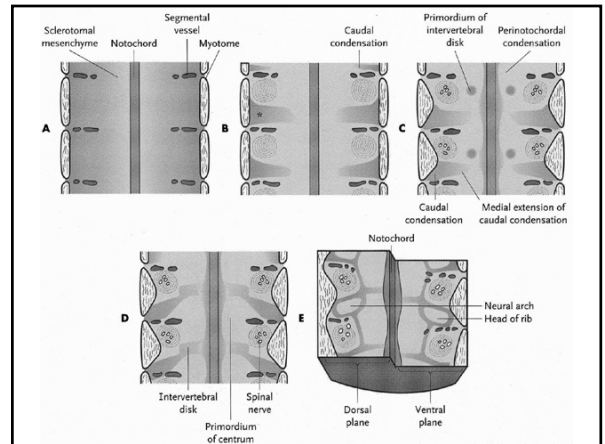 Sclerotomal
mesenchyme
Notochord
Segmental
vessel
Myotome
Caudal
condensation
Primordium of
intervertebral
disk
Perinotochordal
condensation
A
B
*
C
Caudal
condensation
Medial extension of
caudal condensation
Notochord
D
E
Neural arch
Head of rib
Intervertebral
disk
Primordium
of centrum
Spinal
nerve
Dorsal
plane
Ventral
plane